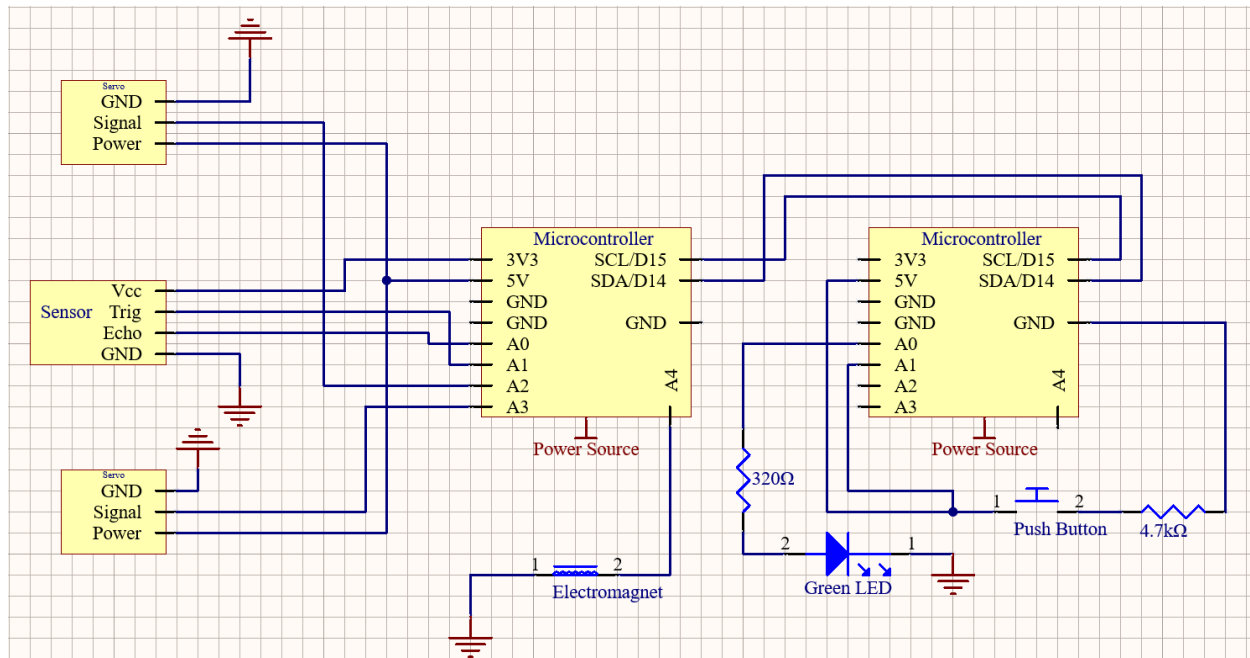 Servo
GND
Signal
Power
Sensor
Vcc
Trig
Echo
GND
Servo
GND
Signal
Power
Microcontroller
3V3
5V
GND
GND
A0
A1
A2
A3
SCL/D15
SDA/D14
GND
A4
Power Source
1
2
Electromagnet
Microcontroller
3V3
5V
GND
GND
A0
A1
A2
A3
SCL/D15
SDA/D14
GND
A4
Power Source
320Ω
1
2
Push Button
4.7kΩ
2
1
Green LED